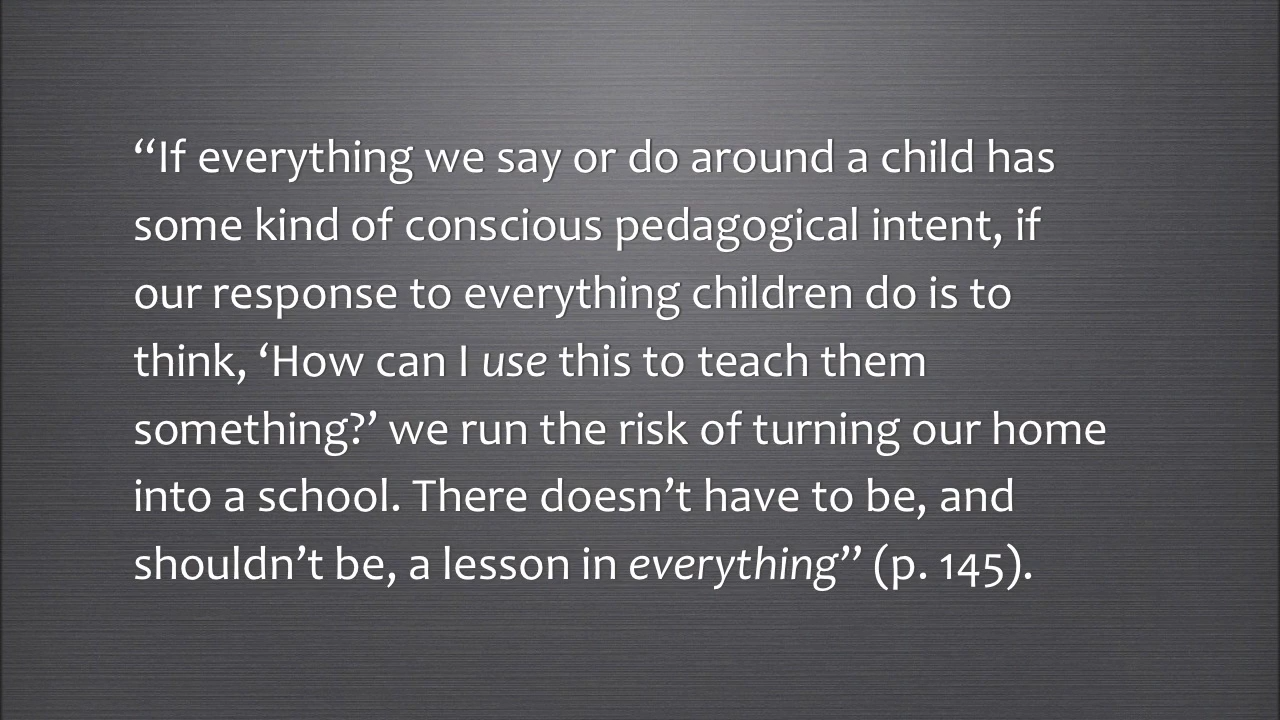 “If everything we say or do around a child has
some kind of conscious pedagogical intent, if
our response to everything children do is to
think, ‘How can I use this to teach them
something?’ we run the risk of turning our home
into a school. There doesn’t have to be, and
shouldn’t be, a lesson in everything” (p. 145).